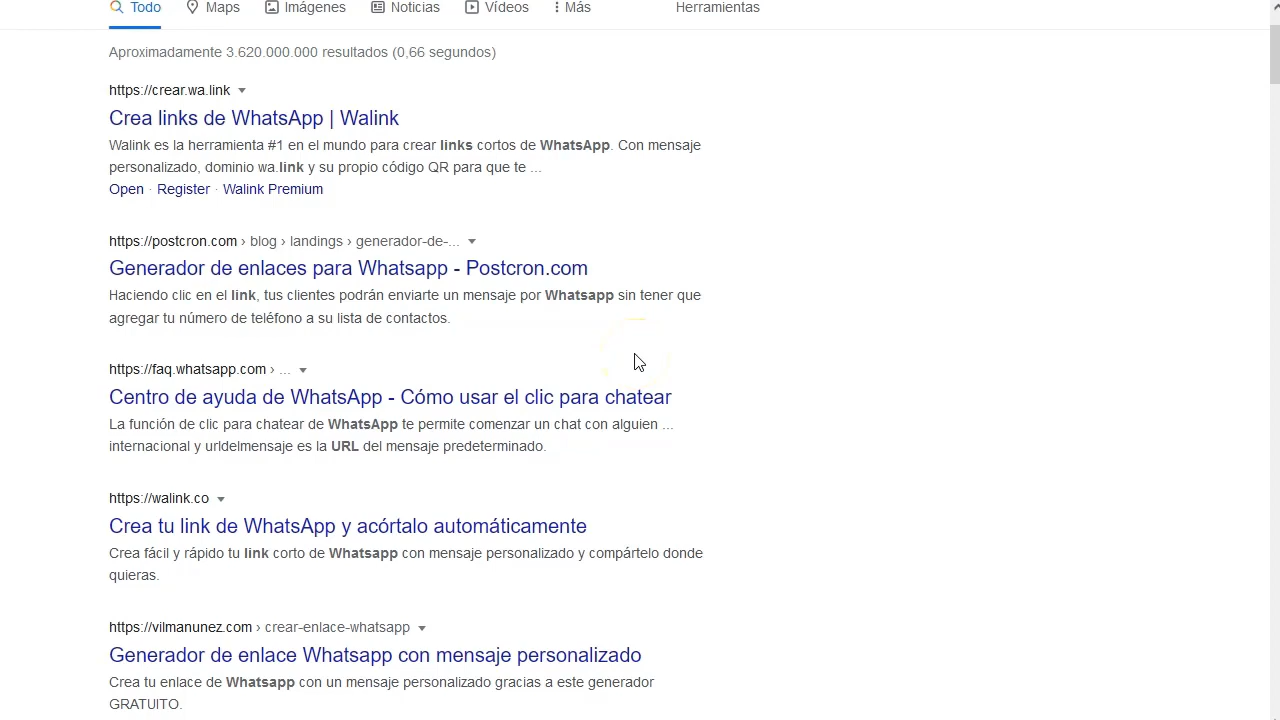 Todo Maps Imágenes Noticias Vídeos Más Herramientas
Aproximadamente 3.620.000.000 resultados (0,66 segundos)
https://crear.wa.link
Crea links de WhatsApp | Walink
Walink es la herramienta #1 en el mundo para crear links cortos de WhatsApp. Con mensaje
personalizado, dominio wa.link y su propio código QR para que te ...
Open · Register · Walink Premium
https://postcron.com › blog › landings › generador-de-...
Generador de enlaces para Whatsapp - Postcron.com
Haciendo clic en el link, tus clientes podrán enviarte un mensaje por Whatsapp sin tener que
agregar tu número de teléfono a su lista de contactos.
https://faq.whatsapp.com › ...
Centro de ayuda de WhatsApp - Cómo usar el clic para chatear
La función de clic para chatear de WhatsApp te permite comenzar un chat con alguien ...
internacional y urldelmensaje es la URL del mensaje predeterminado.
https://walink.co
Crea tu link de WhatsApp y acórtalo automáticamente
Crea fácil y rápido tu link corto de Whatsapp con mensaje personalizado y compártelo donde
quieras.
https://vilmanunez.com › crear-enlace-whatsapp
Generador de enlace Whatsapp con mensaje personalizado
Crea tu enlace de Whatsapp con un mensaje personalizado gracias a este generador
GRATUITO.